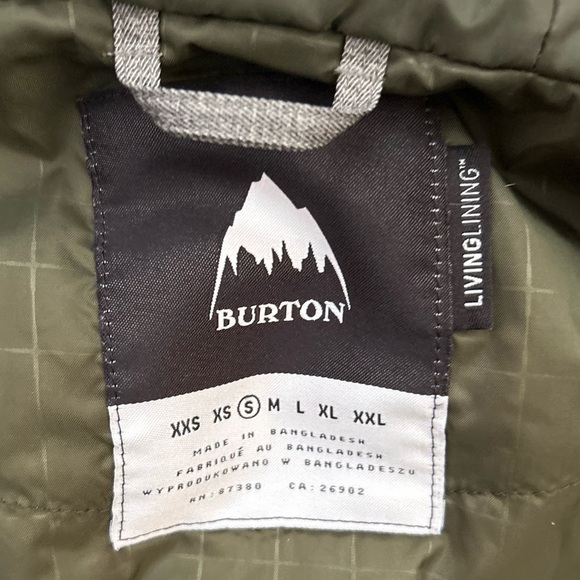 BURTON
LIVINGLINING™
XXS XS S M L XL XXL
MADE IN BANGLADESH
FABRIQUÉ AU BANGLADESH
WYPRODUKOWANO W BANGLADESZU
RN:87380 CA:26902